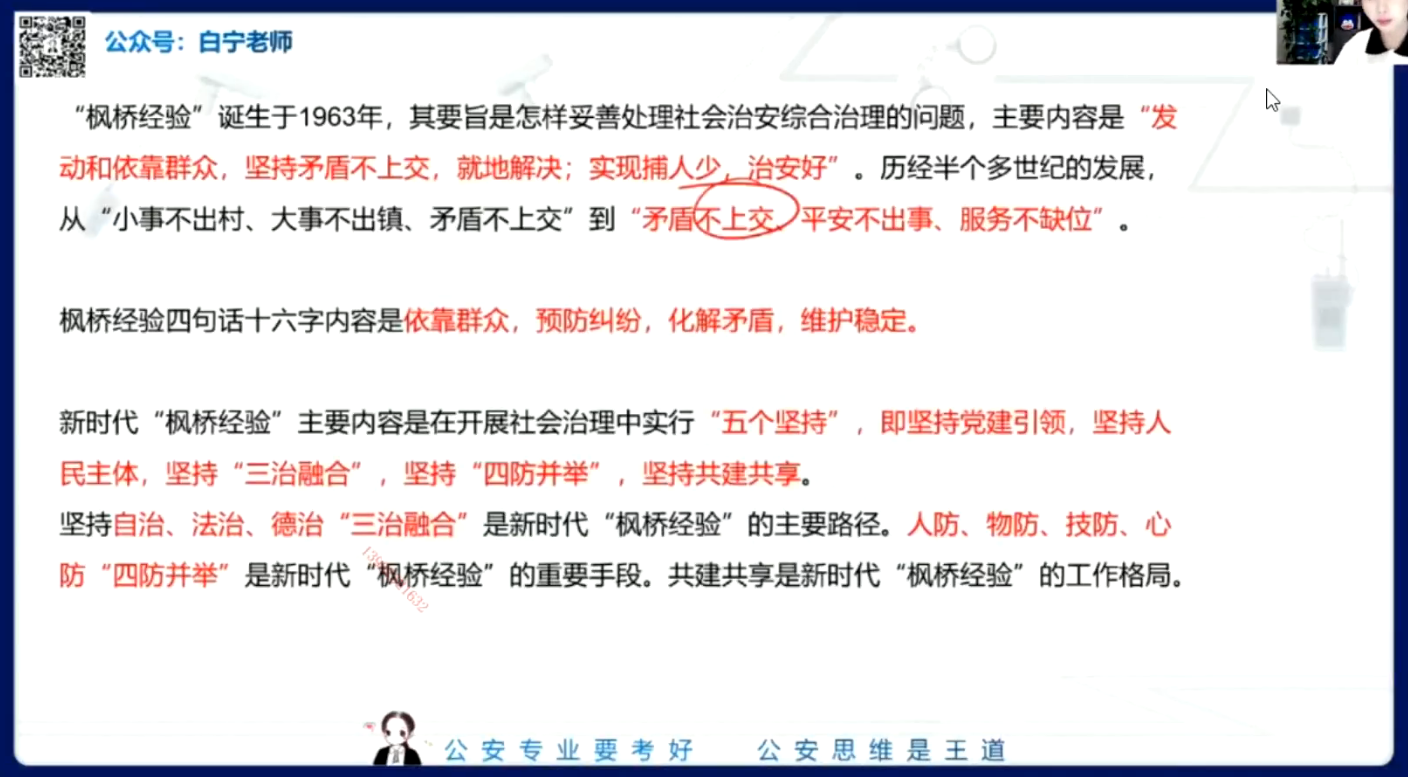 公众号：白宁老师
“枫桥经验”诞生于1963年，其要旨是怎样妥善处理社会治安综合治理的问题，主要内容是“发
动和依靠群众，坚持矛盾不上交，就地解决；实现捕人少，治安好”。历经半个多世纪的发展，
从“小事不出村、大事不出镇、矛盾不上交”到“矛盾不上交、平安不出事、服务不缺位”。
枫桥经验四句话十六字内容是依靠群众，预防纠纷，化解矛盾，维护稳定。
新时代“枫桥经验”主要内容是在开展社会治理中实行“五个坚持”，即坚持党建引领，坚持人
民主体，坚持“三治融合”，坚持“四防并举”，坚持共建共享。
坚持自治、法治、德治“三治融合”是新时代“枫桥经验”的主要路径。人防、物防、技防、心
防“四防并举”是新时代“枫桥经验”的重要手段。共建共享是新时代“枫桥经验”的工作格局。
公安专业要考好 公安思维是王道